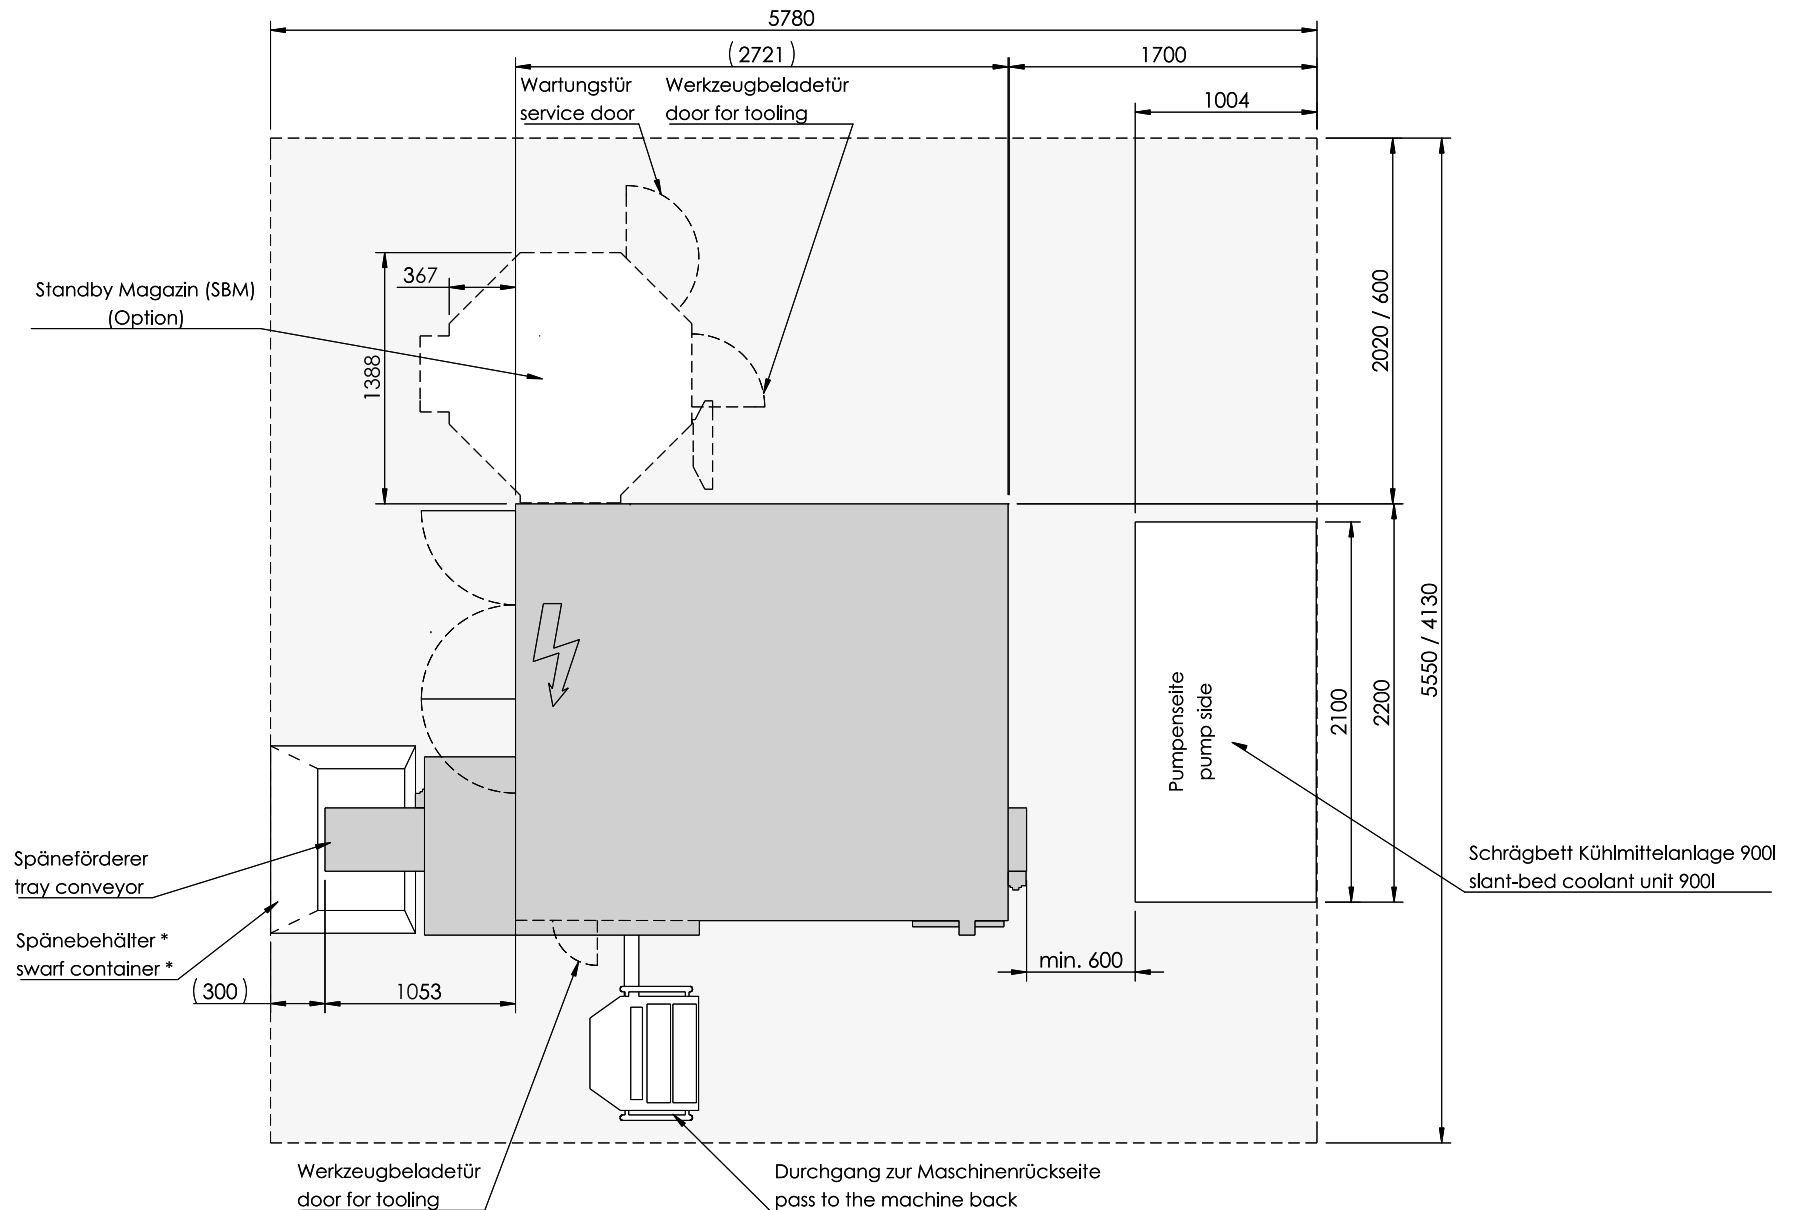 5780
(2721)
1700
Wartungstür
service door
Werkzeugbeladetür
door for tooling
1004
367
Standby Magazin (SBM)
(Option)
1388
2020 / 600
5550 / 4130
Pumpenseite
pump side
2100
2200
Späneförderer
tray conveyor
Schrägbett Kühlmittelanlage 900l
slant-bed coolant unit 900l
Spänebehälter *
swarf container *
min. 600
(300)
1053
Werkzeugbeladetür
door for tooling
Durchgang zur Maschinenrückseite
pass to the machine back